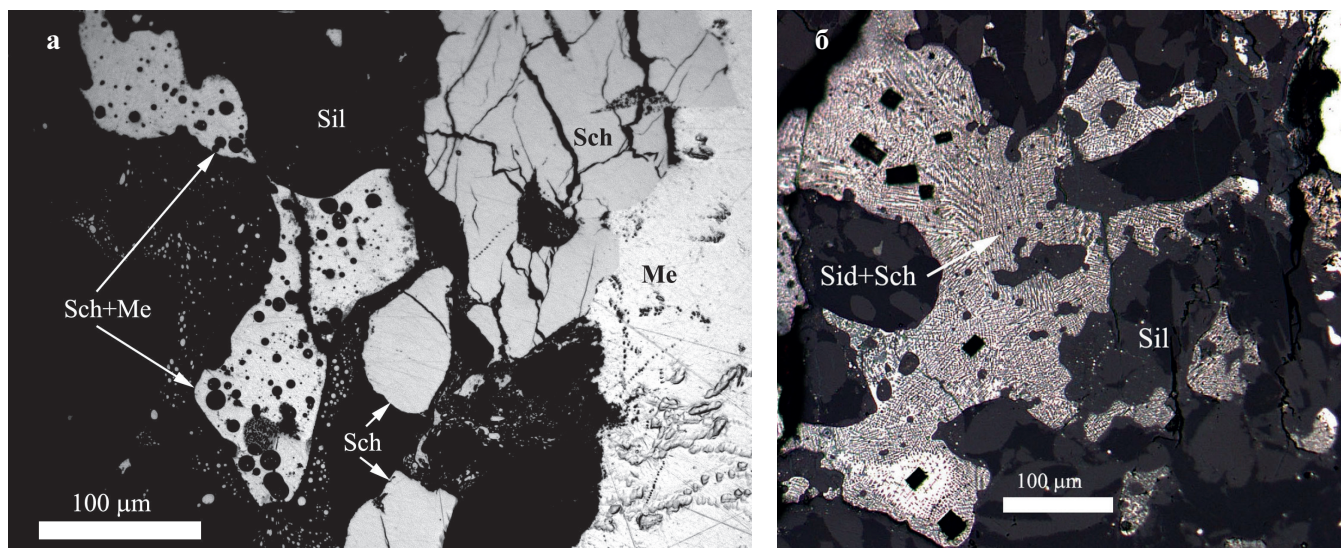 а
Sil
Sch
Me
Sch+Me
Sch
100 µm
б
Sid+Sch
Sil
100 µm